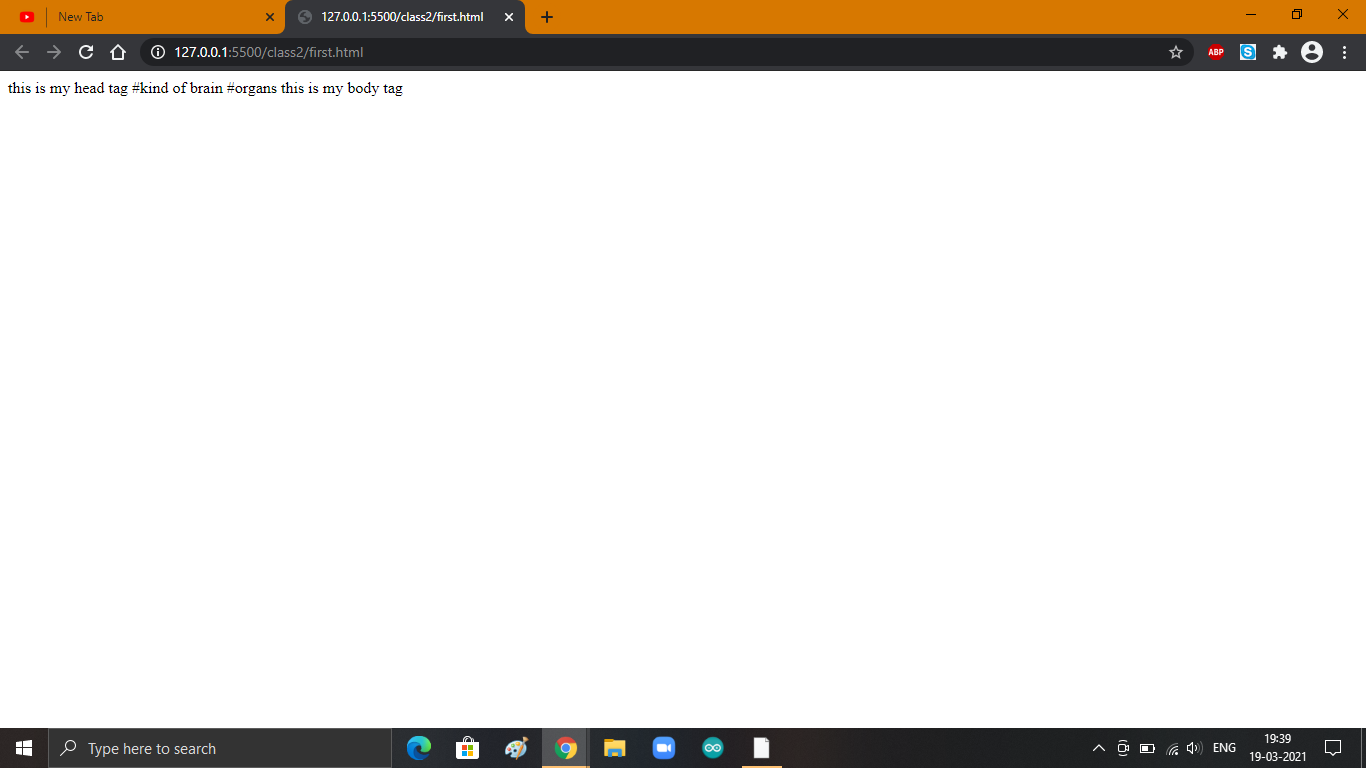 New Tab
127.0.0.1:5500/class2/first.html
127.0.0.1:5500/class2/first.html
ABP
S
this is my head tag #kind of brain #organs this is my body tag
Type here to search
ENG
19:39
19-03-2021